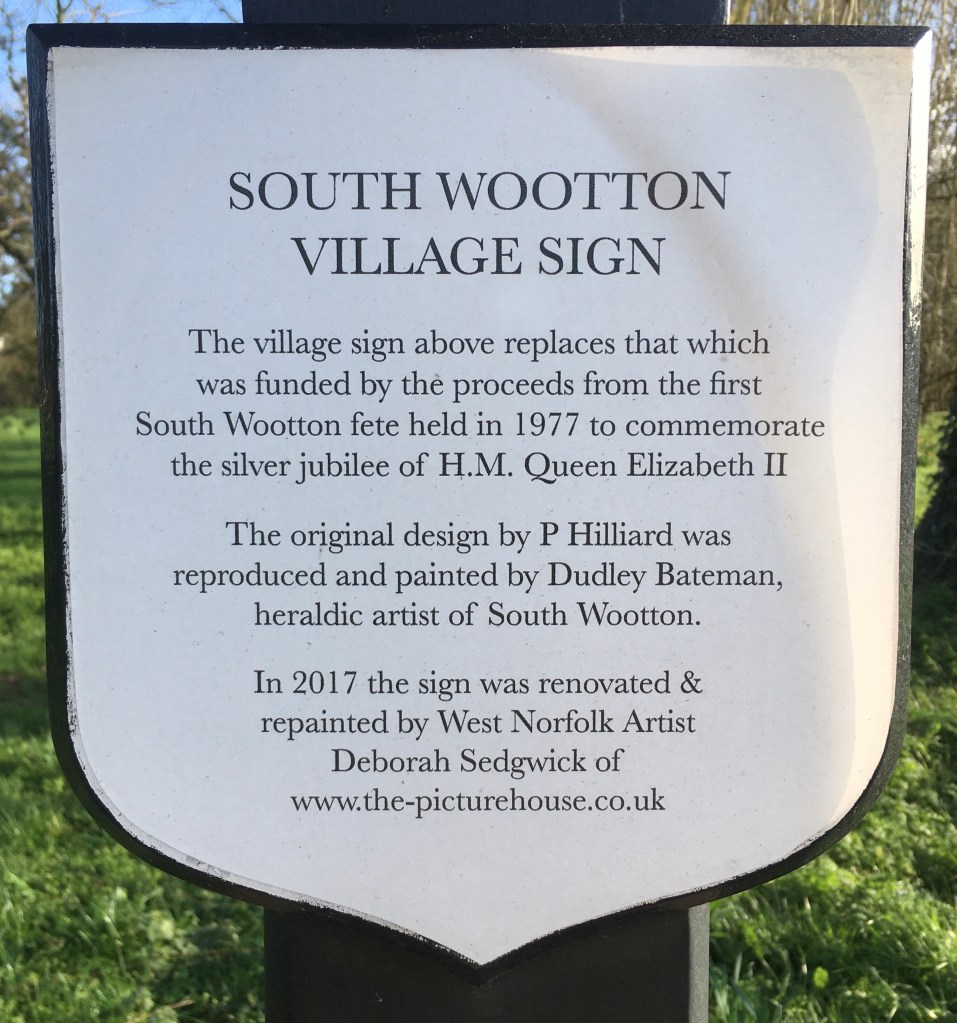 SOUTH WOOTTON
VILLAGE SIGN
The village sign above replaces that which
was funded by the proceeds from the first
South Wootton fete held in 1977 to commemorate
the silver jubilee of H.M. Queen Elizabeth II
The original design by P Hilliard was
reproduced and painted by Dudley Bateman,
heraldic artist of South Wootton.
In 2017 the sign was renovated &
repainted by West Norfolk Artist
Deborah Sedgwick of
www.the-picturehouse.co.uk